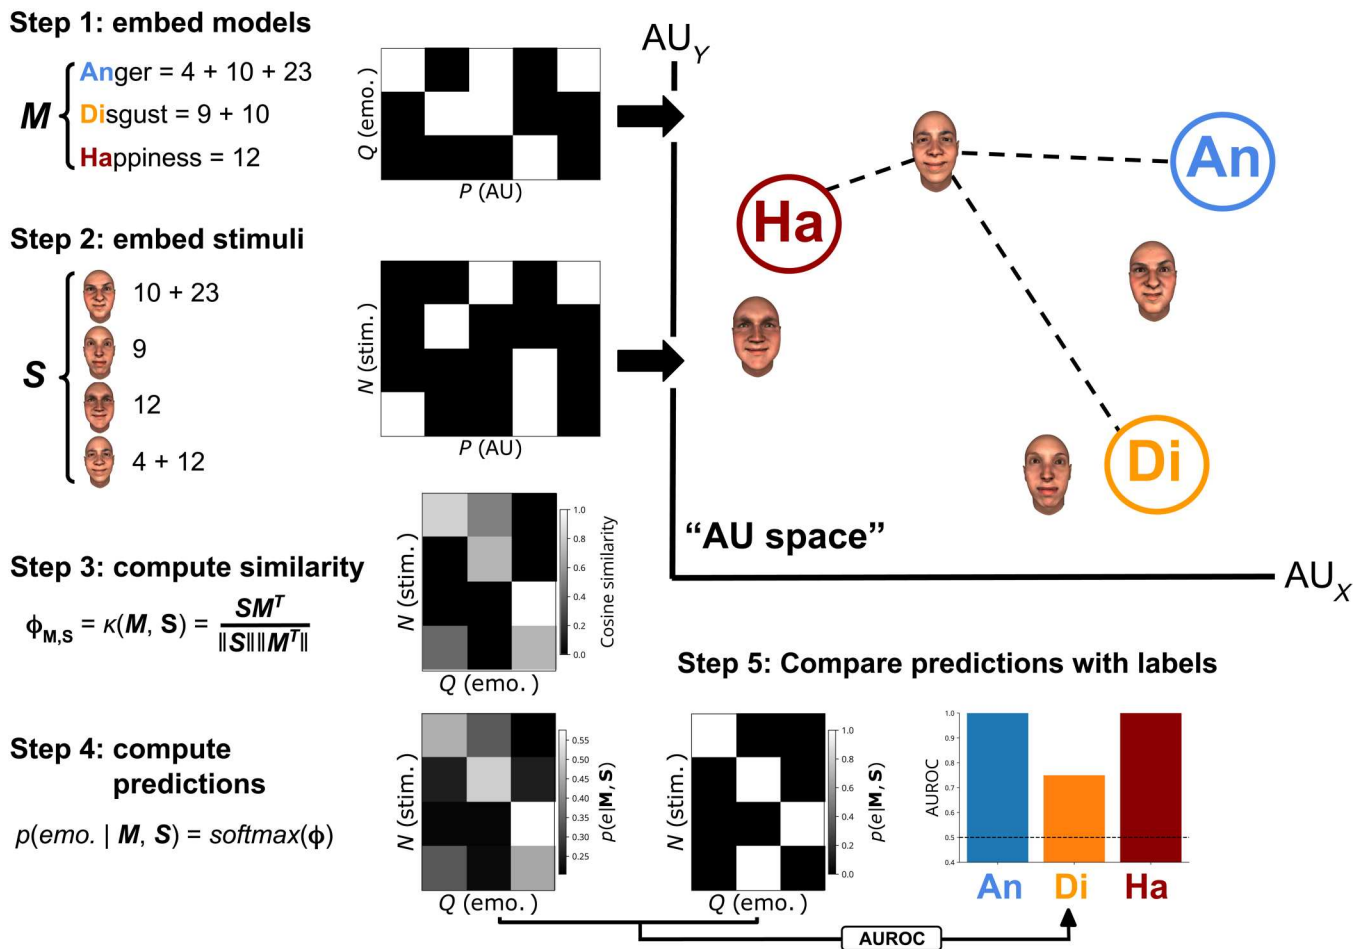 Step 1: embed models
M
Anger = 4 + 10 + 23
Disgust = 9 + 10
Happiness = 12
Q (emo.)
P (AU)
Step 2: embed stimuli
S
10 + 23
9
12
4 + 12
N (stim.)
P (AU)
AU_Y
Ha
An
Di
“AU space”
AU_X
Step 3: compute similarity
ϕ_M,S = κ(M, S) = SM^T / ‖S‖‖M^T‖
N (stim.)
Q (emo.)
1.0
0.8
0.6
0.4
0.2
0.0
Cosine similarity
Step 4: compute
predictions
p(emo. | M, S) = softmax(ϕ)
N (stim.)
Q (emo.)
0.55
0.50
0.45
0.40
0.35
0.30
0.25
p(e|M, S)
Step 5: Compare predictions with labels
N (stim.)
Q (emo.)
1.0
0.8
0.6
0.4
0.2
0.0
p(e|M, S)
AUROC
1.0
0.9
0.8
0.7
0.6
0.5
0.4
An
Di
Ha
AUROC